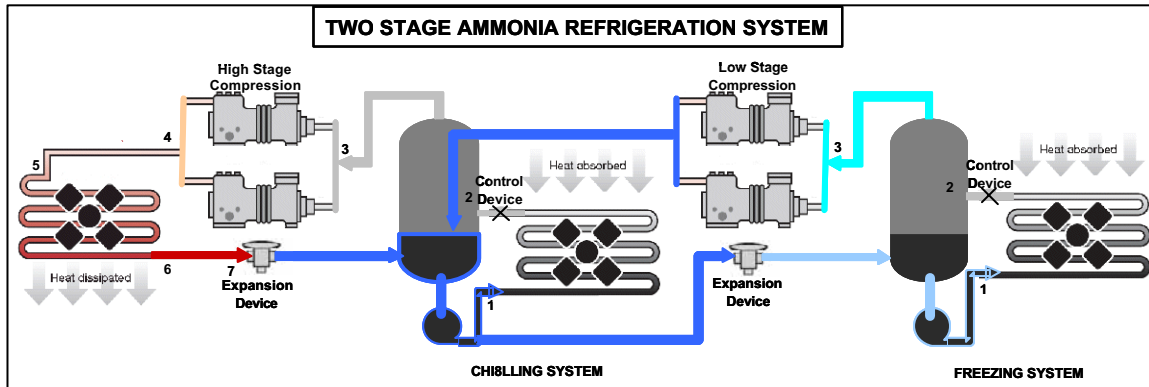 TWO STAGE AMMONIA REFRIGERATION SYSTEM
High Stage
Compression
Low Stage
Compression
4
3
3
5
Heat absorbed
Heat absorbed
2
Control
Device
2
Control
Device
6
7
Heat dissipated
Expansion
Device
1
Expansion
Device
1
CHI8LLING SYSTEM
FREEZING SYSTEM